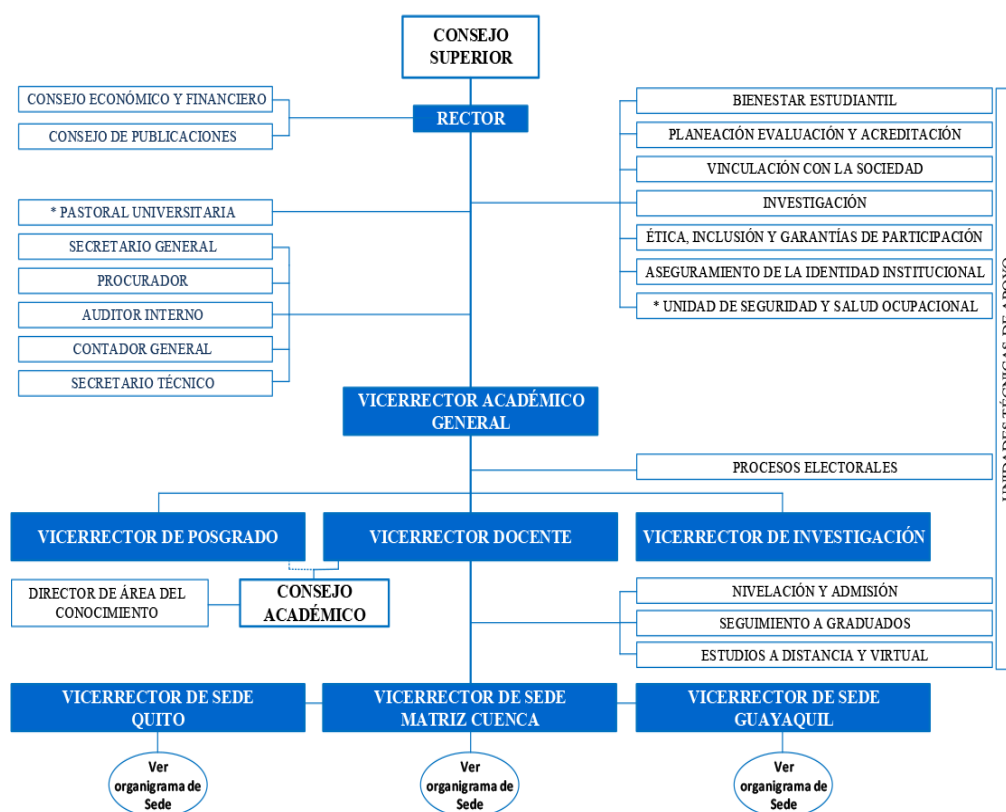 CONSEJO
SUPERIOR
RECTOR
CONSEJO ECONÓMICO Y FINANCIERO
CONSEJO DE PUBLICACIONES
BIENESTAR ESTUDIANTIL
PLANEACIÓN EVALUACIÓN Y ACREDITACIÓN
VINCULACIÓN CON LA SOCIEDAD
INVESTIGACIÓN
ÉTICA, INCLUSIÓN Y GARANTÍAS DE PARTICIPACIÓN
ASEGURAMIENTO DE LA IDENTIDAD INSTITUCIONAL
* UNIDAD DE SEGURIDAD Y SALUD OCUPACIONAL
* PASTORAL UNIVERSITARIA
SECRETARIO GENERAL
PROCURADOR
AUDITOR INTERNO
CONTADOR GENERAL
SECRETARIO TÉCNICO
UNIDADES TÉCNICAS DE APOYO
VICERRECTOR ACADÉMICO
GENERAL
PROCESOS ELECTORALES
VICERRECTOR DE POSGRADO
VICERRECTOR DOCENTE
VICERRECTOR DE INVESTIGACIÓN
DIRECTOR DE ÁREA DEL
CONOCIMIENTO
CONSEJO
ACADÉMICO
NIVELACIÓN Y ADMISIÓN
SEGUIMIENTO A GRADUADOS
ESTUDIOS A DISTANCIA Y VIRTUAL
VICERRECTOR DE SEDE
QUITO
VICERRECTOR DE SEDE
MATRIZ CUENCA
VICERRECTOR DE SEDE
GUAYAQUIL
Ver
organigrama de
Sede
Ver
organigrama de
Sede
Ver
organigrama de
Sede